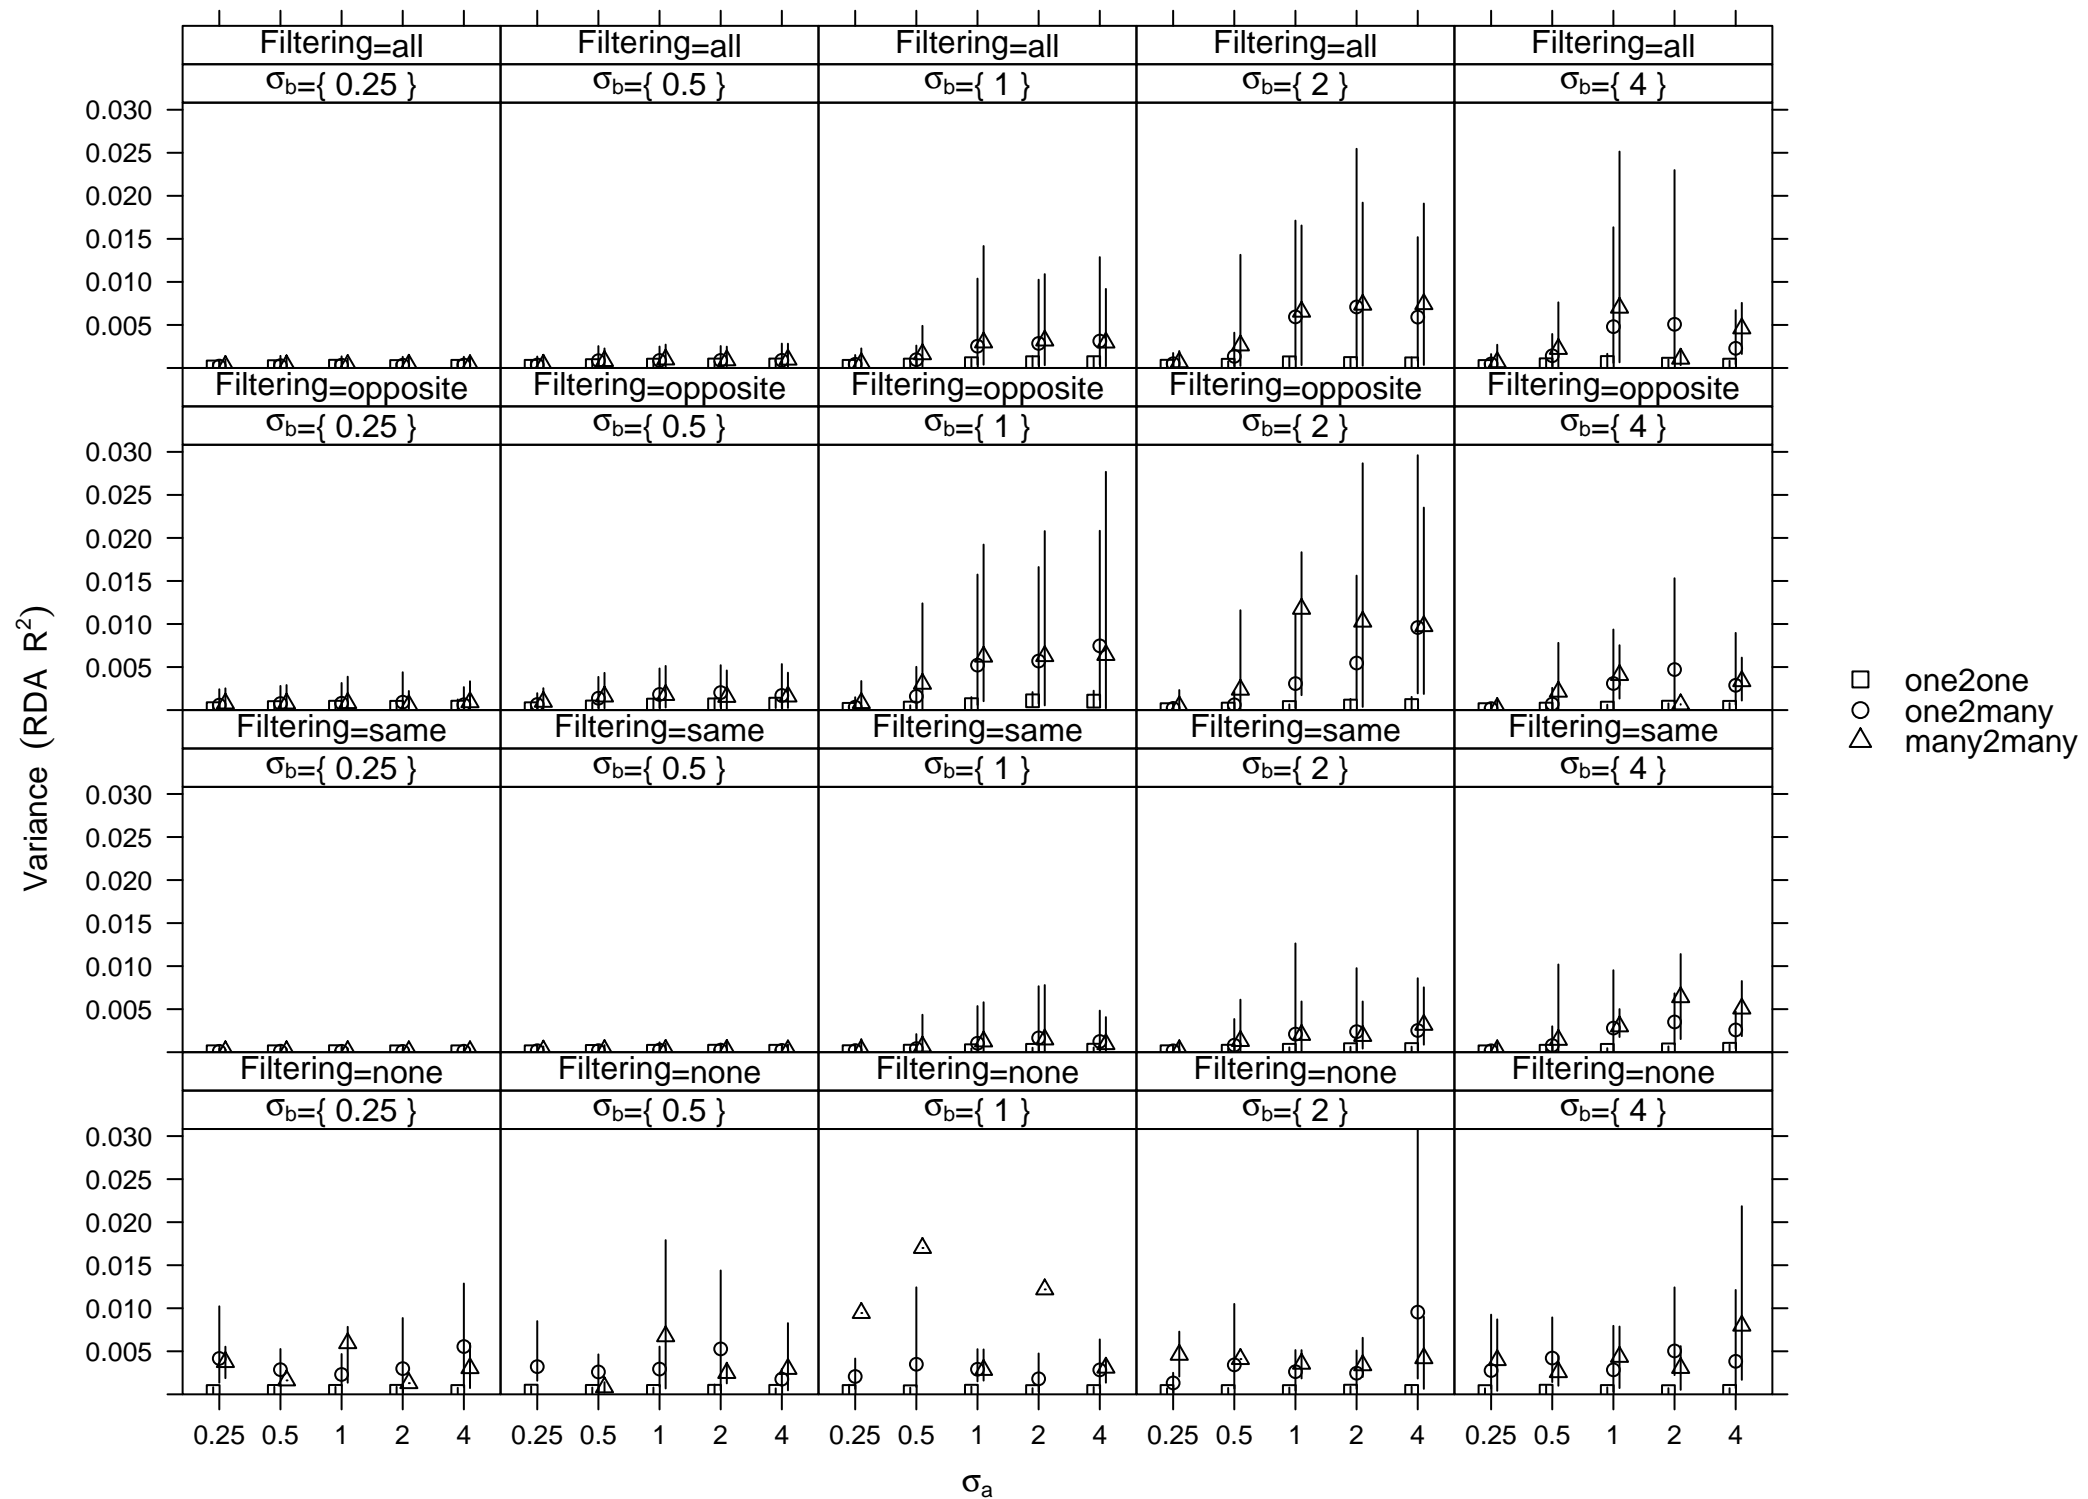 Filtering=all Filtering=all Filtering=all Filtering=all Filtering=all
σb={ 0.25 } σb={ 0.5 } σb={ 1 } σb={ 2 } σb={ 4 }
0.030
0.025
0.020
0.015
0.010
0.005
Filtering=opposite Filtering=opposite Filtering=opposite Filtering=opposite Filtering=opposite
σb={ 0.25 } σb={ 0.5 } σb={ 1 } σb={ 2 } σb={ 4 }
0.030
0.025
0.020
0.015
0.010
0.005
Filtering=same Filtering=same Filtering=same Filtering=same Filtering=same
σb={ 0.25 } σb={ 0.5 } σb={ 1 } σb={ 2 } σb={ 4 }
0.030
0.025
0.020
0.015
0.010
0.005
Filtering=none Filtering=none Filtering=none Filtering=none Filtering=none
σb={ 0.25 } σb={ 0.5 } σb={ 1 } σb={ 2 } σb={ 4 }
0.030
0.025
0.020
0.015
0.010
0.005
0.25 0.5 1 2 4 0.25 0.5 1 2 4 0.25 0.5 1 2 4 0.25 0.5 1 2 4 0.25 0.5 1 2 4
σa
Variance (RDA R²)
one2one
one2many
many2many